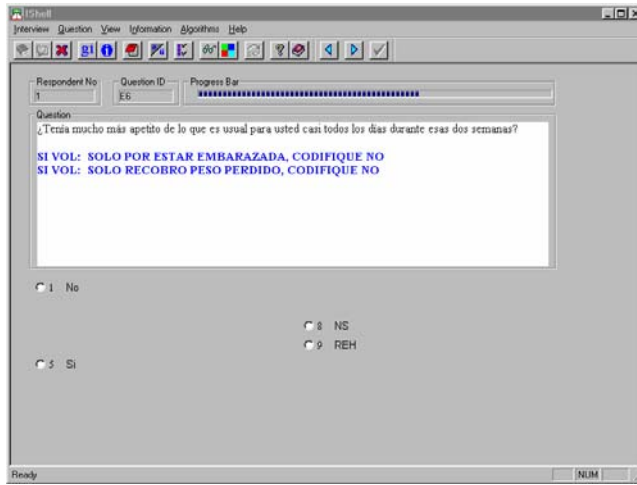 IShell
Interview Question View Information Algorithms Help
Respondent No Question ID Progress Bar
1 E6
Question
¿Tenía mucho más apetito de lo que es usual para usted casi todos los días durante esas dos semanas?
SI VOL: SOLO POR ESTAR EMBARAZADA, CODIFIQUE NO
SI VOL: SOLO RECOBRO PESO PERDIDO, CODIFIQUE NO
1 No
8 NS
9 REH
5 Si
Ready NUM